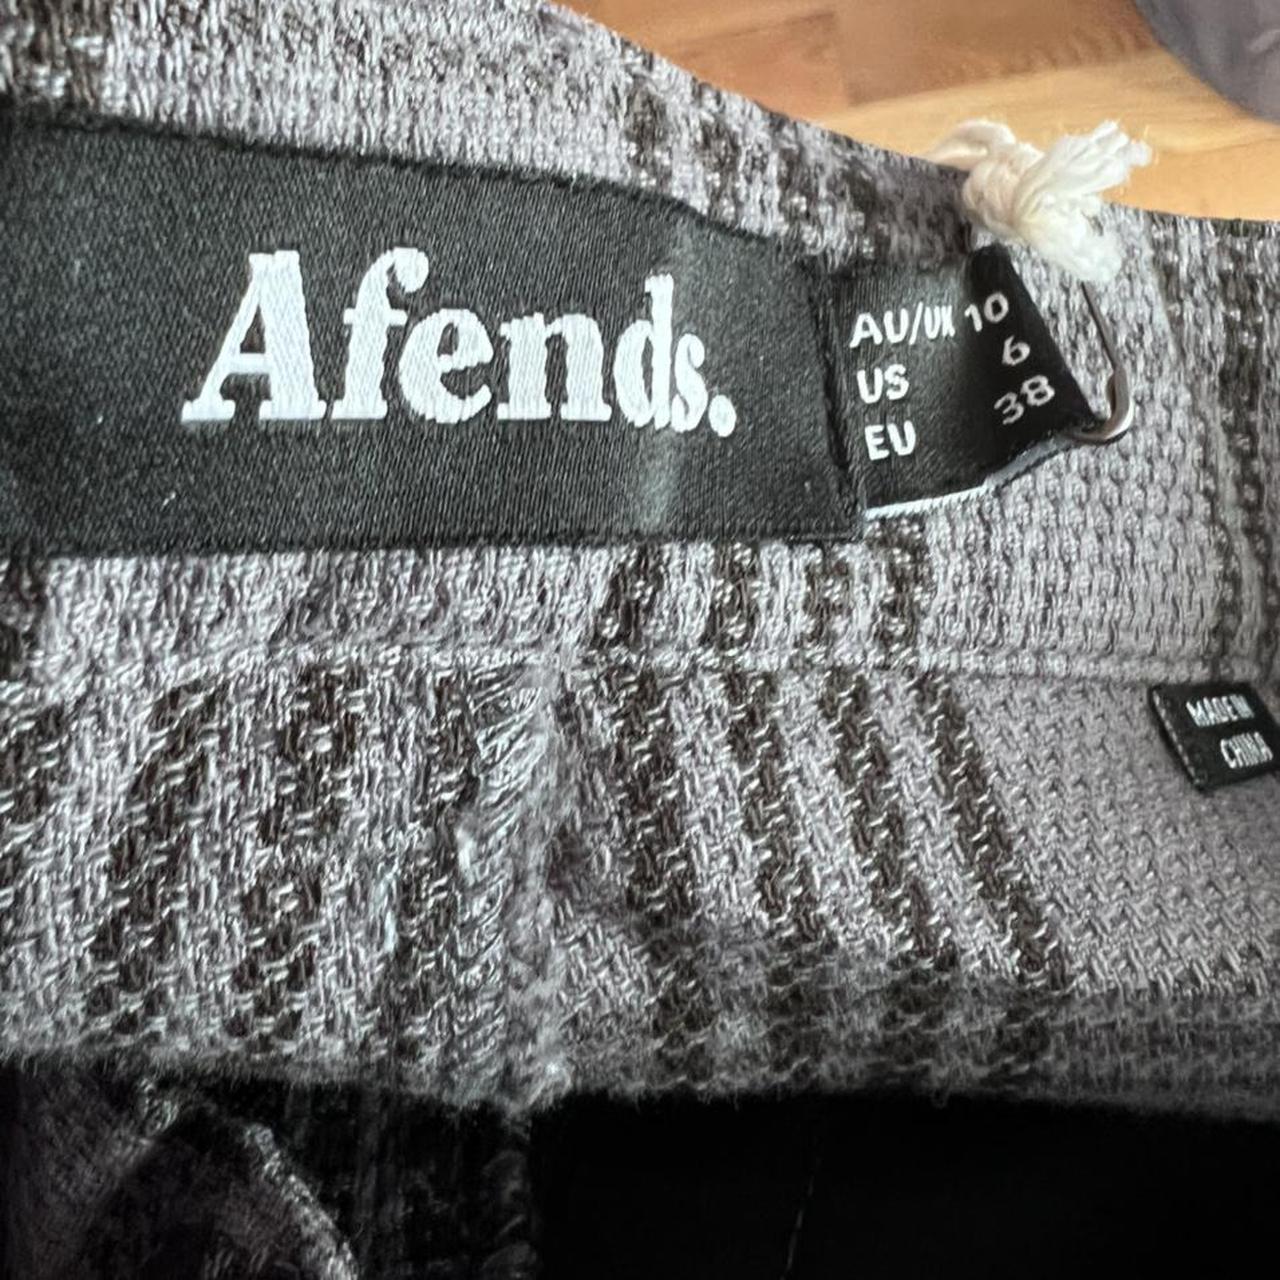 Afends.
AU/UK 10
US 6
EU 38
MADE IN
CHINA